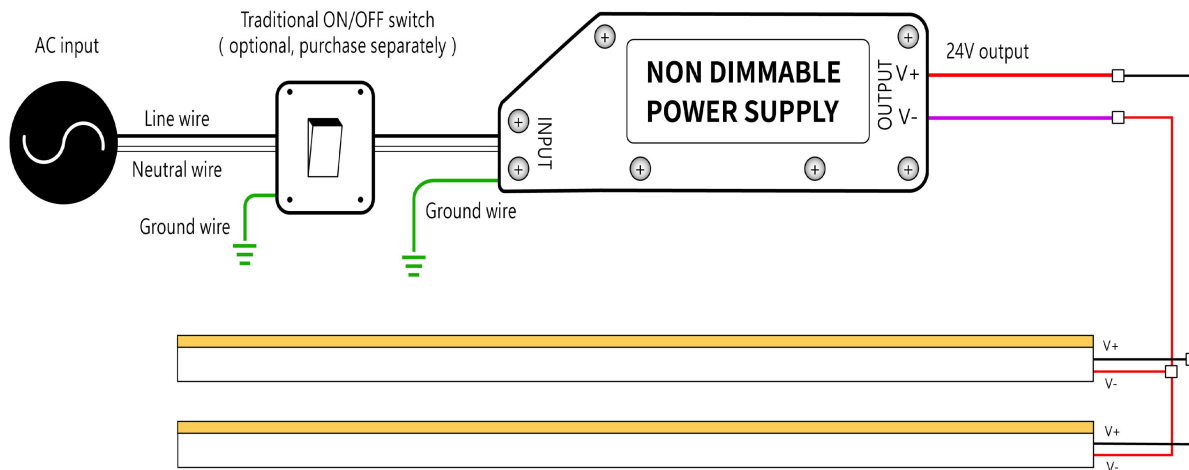 Traditional ON/OFF switch
( optional, purchase separately )
AC input
Line wire
Neutral wire
Ground wire
Ground wire
INPUT
NON DIMMABLE
POWER SUPPLY
OUTPUT
V+
V-
24V output
V+
V-
V+
V-